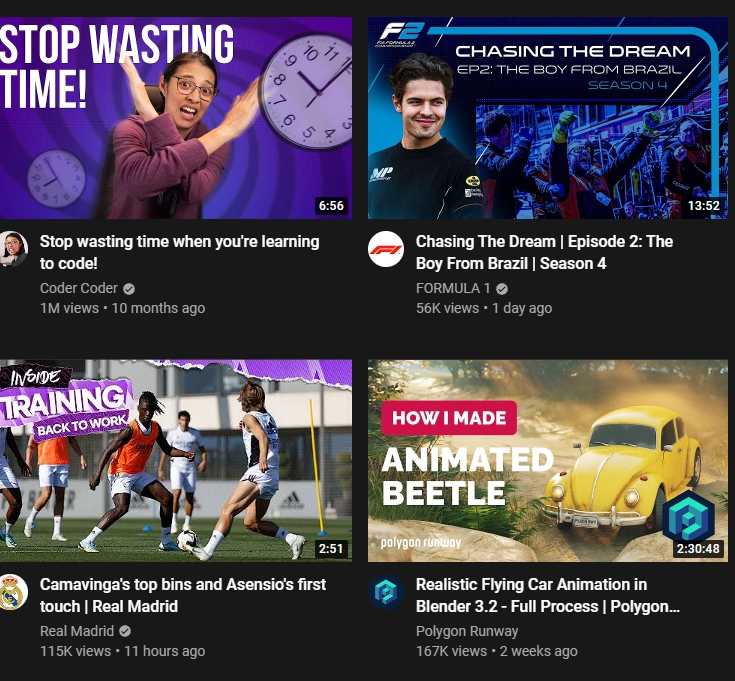 STOP WASTING
TIME!
6:56
Stop wasting time when you're learning
to code!
Coder Coder
1M views • 10 months ago
F2
FIA FORMULA 2
CHAMPIONSHIP
CHASING THE DREAM
EP2: THE BOY FROM BRAZIL
SEASON 4
MP
13:52
Chasing The Dream | Episode 2: The
Boy From Brazil | Season 4
FORMULA 1
56K views • 1 day ago
INSIDE
TRAINING
BACK TO WORK
2:51
Camavinga's top bins and Asensio's first
touch | Real Madrid
Real Madrid
115K views • 11 hours ago
HOW I MADE
ANIMATED
BEETLE
polygon runway
2:30:48
Realistic Flying Car Animation in
Blender 3.2 - Full Process | Polygon...
Polygon Runway
167K views • 2 weeks ago